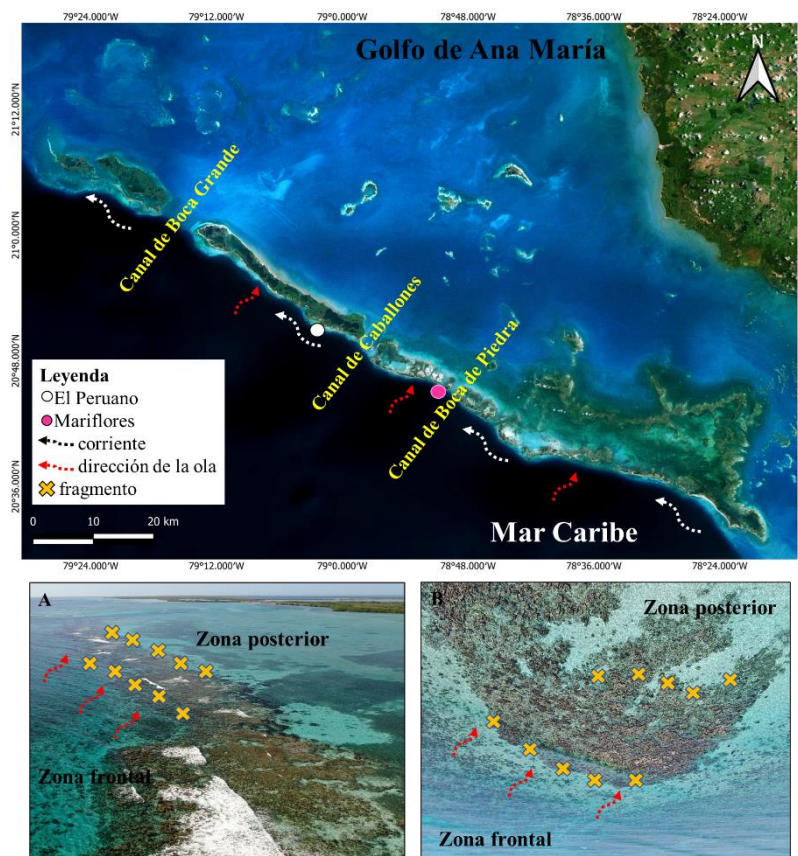 79°24.000'W 79°12.000'W 79°0.000'W 78°48.000'W 78°36.000'W 78°24.000'W
Golfo de Ana María
N
21°12.000'N
21°0.000'N
20°48.000'N
20°36.000'N
Canal de Boca Grande
Canal de Caballones
Canal de Boca de Piedra
Leyenda
El Peruano
Mariflores
corriente
dirección de la ola
fragmento
0 10 20 km
Mar Caribe
79°24.000'W 79°12.000'W 79°0.000'W 78°48.000'W 78°36.000'W 78°24.000'W
A
Zona posterior
Zona frontal
B
Zona posterior
Zona frontal